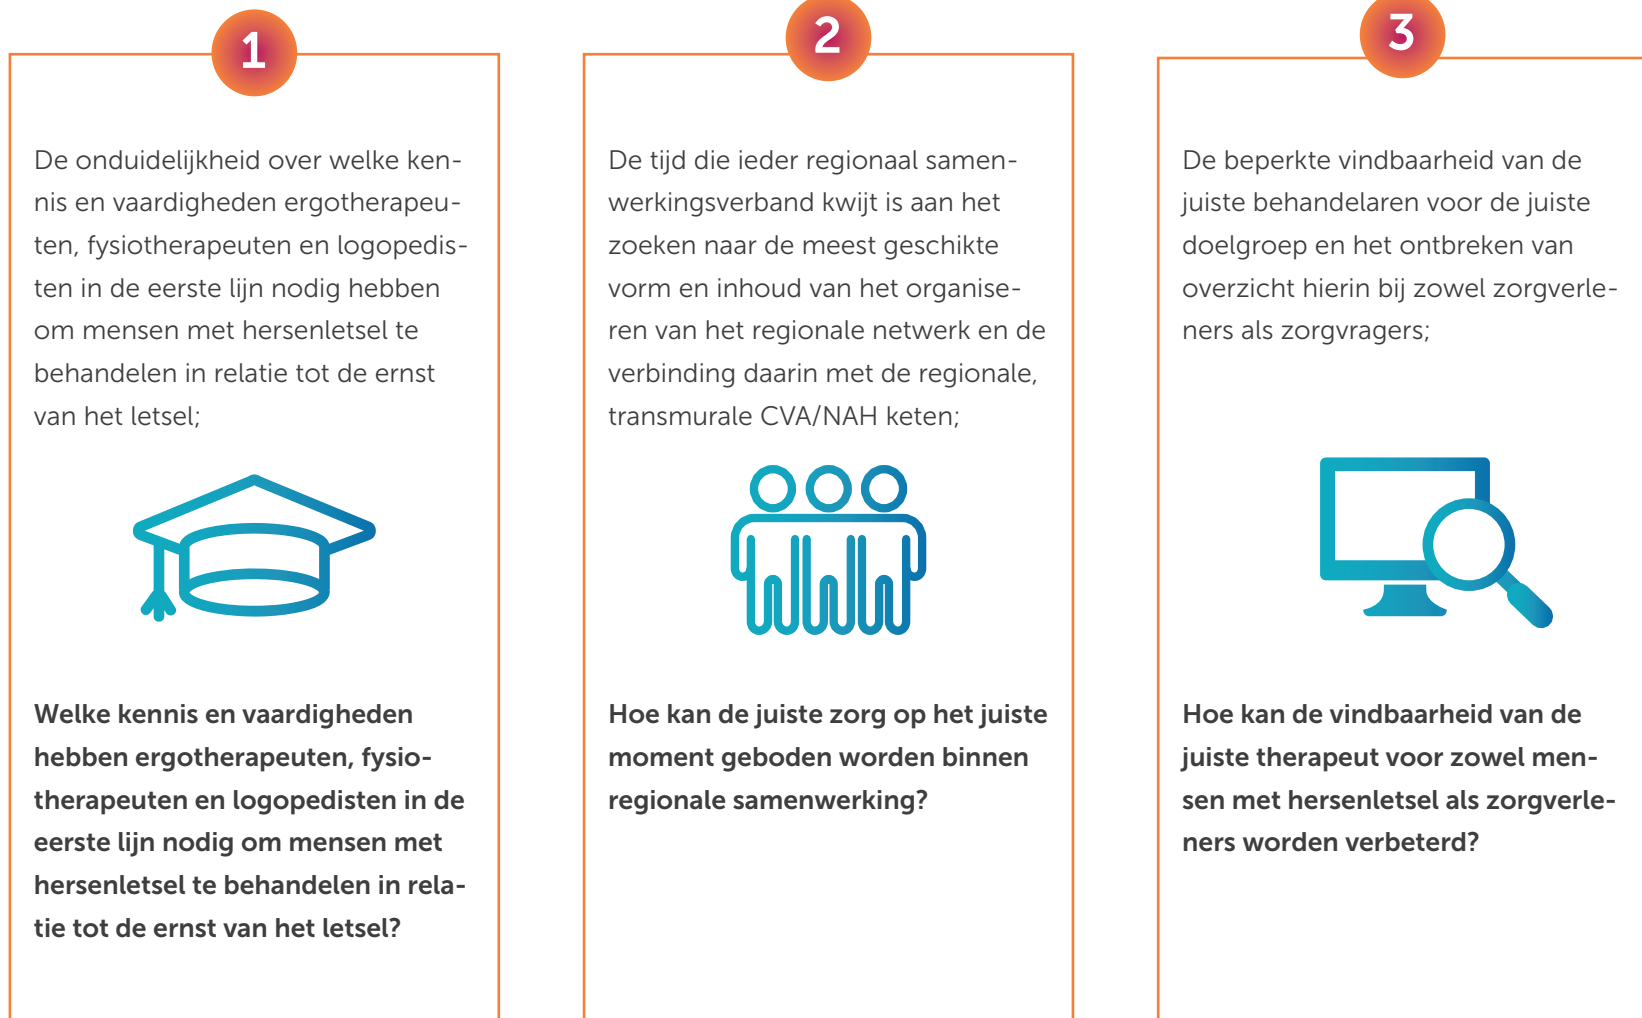 1
De onduidelijkheid over welke ken-
nis en vaardigheden ergotherapeu-
ten, fysiotherapeuten en logopedis-
ten in de eerste lijn nodig hebben
om mensen met hersenletsel te
behandelen in relatie tot de ernst
van het letsel;
Welke kennis en vaardigheden
hebben ergotherapeuten, fysio-
therapeuten en logopedisten in de
eerste lijn nodig om mensen met
hersenletsel te behandelen in rela-
tie tot de ernst van het letsel?
2
De tijd die ieder regionaal samen-
werkingsverband kwijt is aan het
zoeken naar de meest geschikte
vorm en inhoud van het organise-
ren van het regionale netwerk en de
verbinding daarin met de regionale,
transmurale CVA/NAH keten;
Hoe kan de juiste zorg op het juiste
moment geboden worden binnen
regionale samenwerking?
3
De beperkte vindbaarheid van de
juiste behandelaren voor de juiste
doelgroep en het ontbreken van
overzicht hierin bij zowel zorgverle-
ners als zorgvragers;
Hoe kan de vindbaarheid van de
juiste therapeut voor zowel men-
sen met hersenletsel als zorgverle-
ners worden verbeterd?